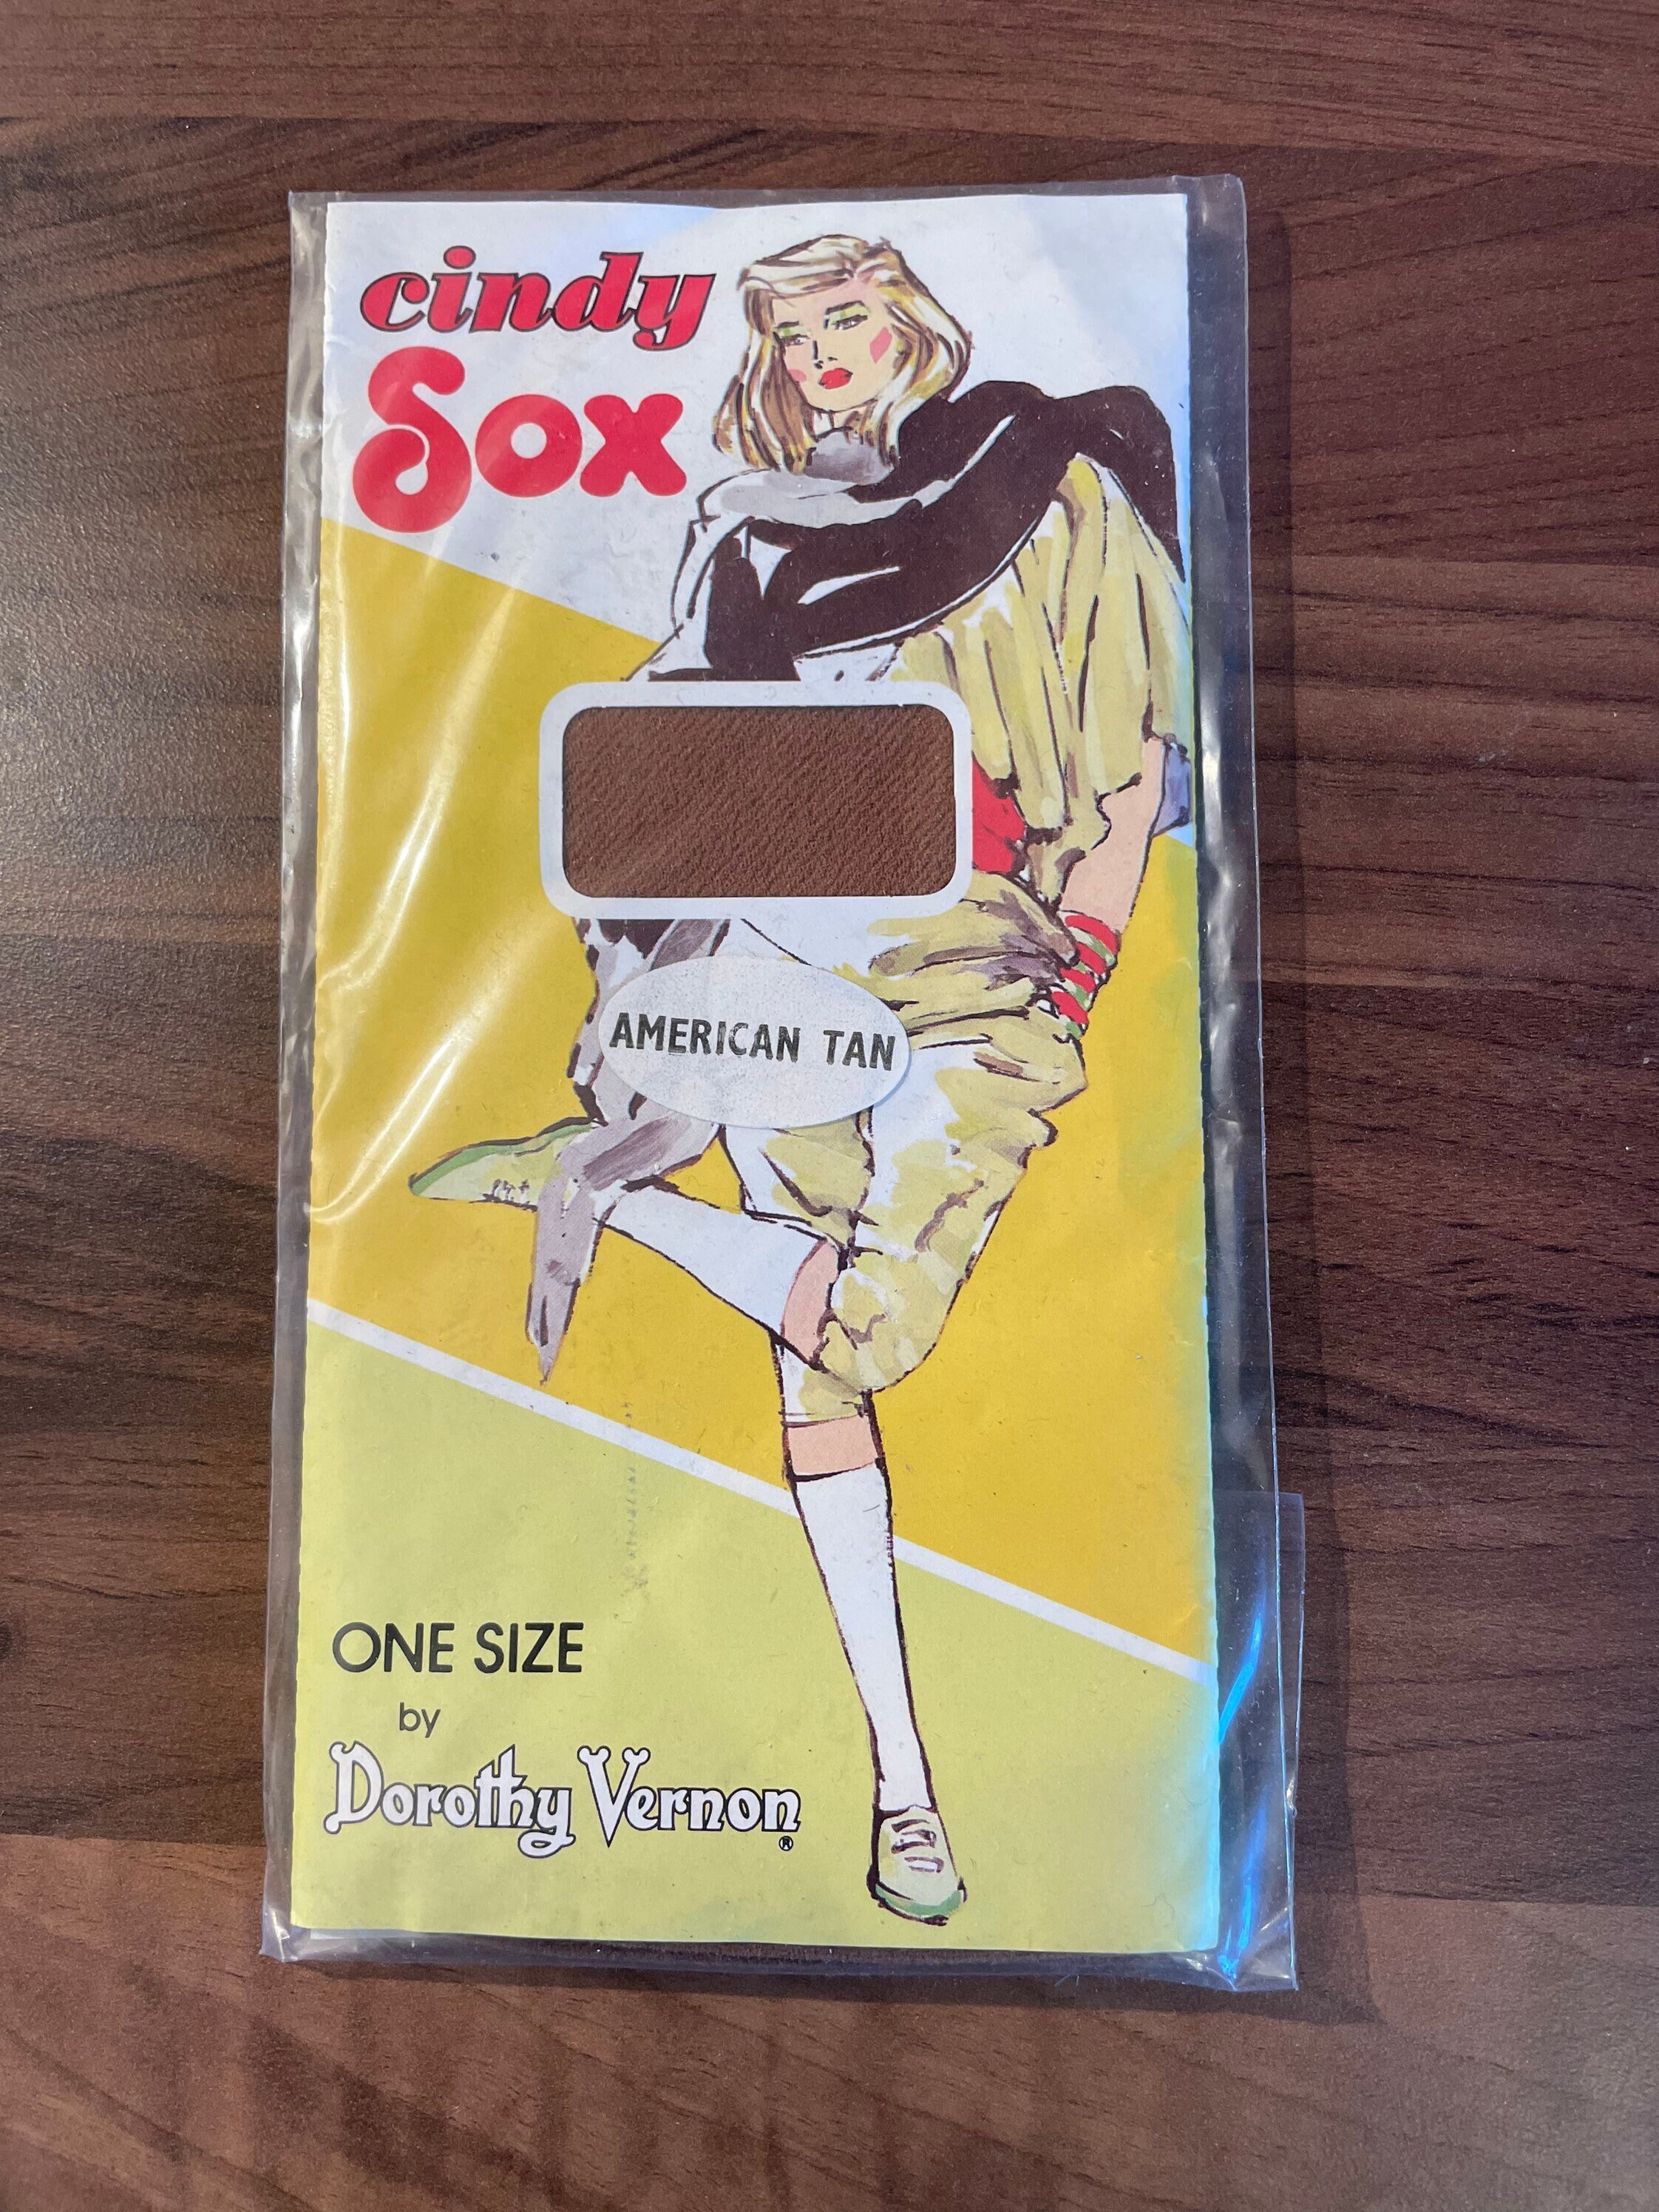 cindy
Sox
AMERICAN TAN
ONE SIZE
by
Dorothy Vernon®